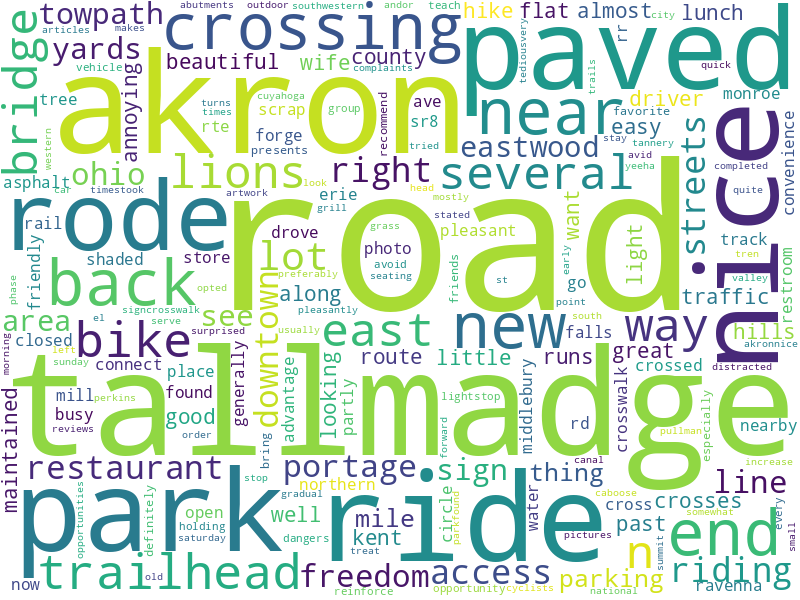 abutments outdoor southwestern andor teach
towpath crossing hike flat almost lunch city
articles makes rr
bridge yards beautiful wife county paved
vehicle complaints tediousvery trails quick
tree annoying akron near driver monroe
cuyahoga group scrap ave favorite
turns times recommend
rte sr8 easy stay tannery
western forge eastwood avid completed
ohio lions presents tried right several streets yeeha quite nice convenience
asphalt car timestook artwork look head mostly
rail rode erie grill stated want road
friendly shaded store drove photo grass pleasant light track
back lot avoid seating friends early go tren restroom
phase opted preferably st point valley
signcrosswalk along traffic
area see pleasantly falls hills
el serve usually south akronnice
closed bike surprised downtown east new way
morning left connect route little runs great distracted
sunday place looking crossed
mill perkins found generally advantage partly lightstop crosswalk nearby
maintained tallmadge
busy good middlebury rd
reviews order forward especially pullman
restaurant bring portage sign canal thing increase line
stop northern caboose
gradual water crosses
park ride somewhat
opportunities definitely open mile circle parkfound cross every
holding well pictures past end
saturday dangers kent n summit small
trailhead freedom access parking riding
now old treat opportunity cyclists national ravenna
reinforce